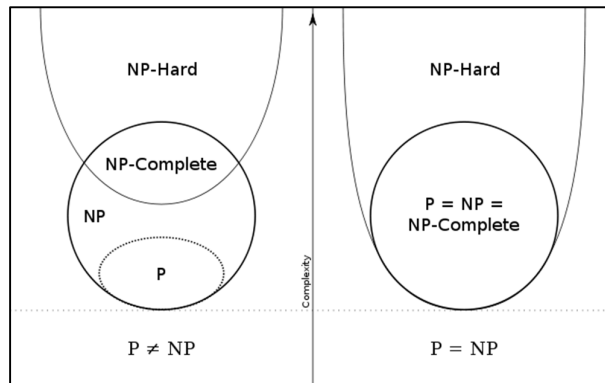 NP-Hard
NP-Complete
NP
P
P ≠ NP
Complexity
NP-Hard
P = NP =
NP-Complete
P = NP